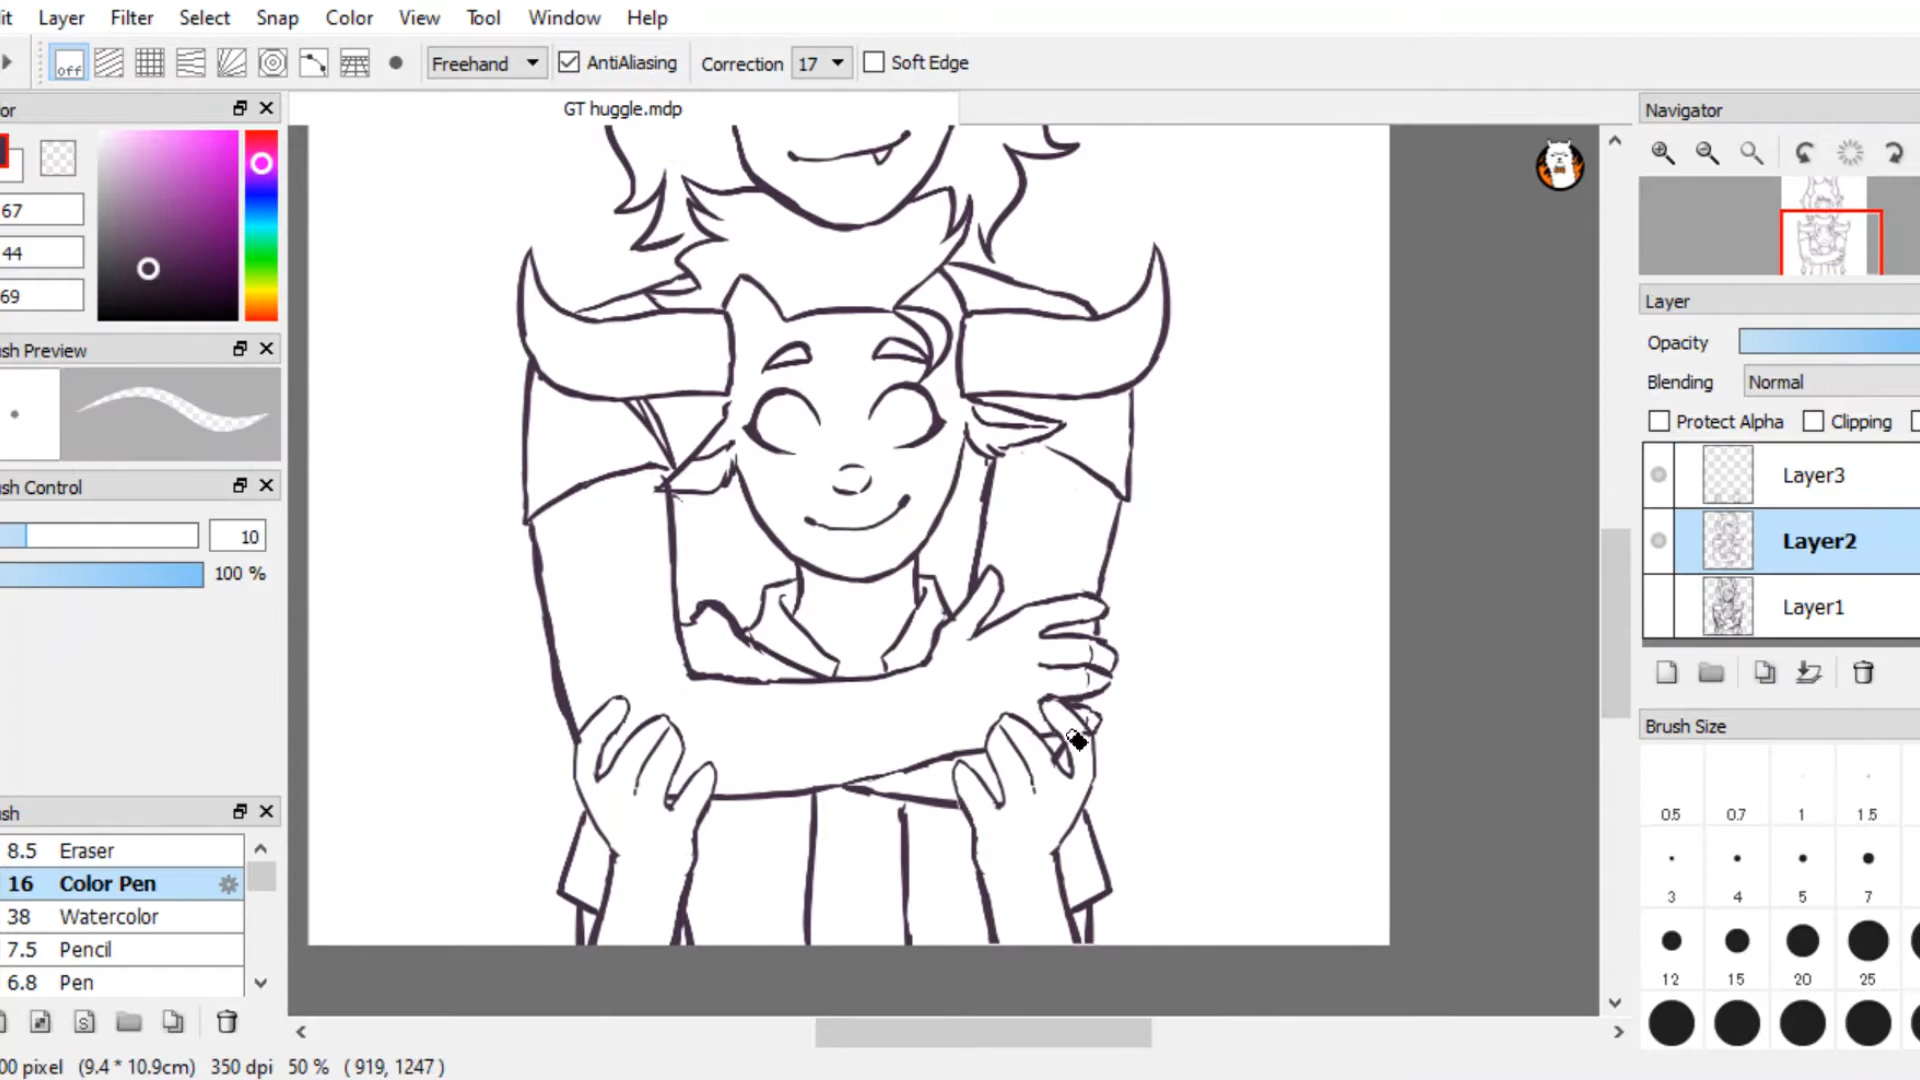 it Layer Filter Select Snap Color View Tool Window Help
off Freehand AntiAliasing Correction 17 Soft Edge
or
GT huggle.mdp
Navigator
67
44
69
Layer
Opacity
Blending Normal
Protect Alpha Clipping
Layer3
Layer2
Layer1
ush Preview
ush Control
10
100 %
Brush Size
0.5 0.7 1 1.5
3 4 5 7
12 15 20 25
ush
8.5 Eraser
16 Color Pen
38 Watercolor
7.5 Pencil
6.8 Pen
S
00 pixel (9.4 * 10.9cm) 350 dpi 50 % ( 919, 1247 )